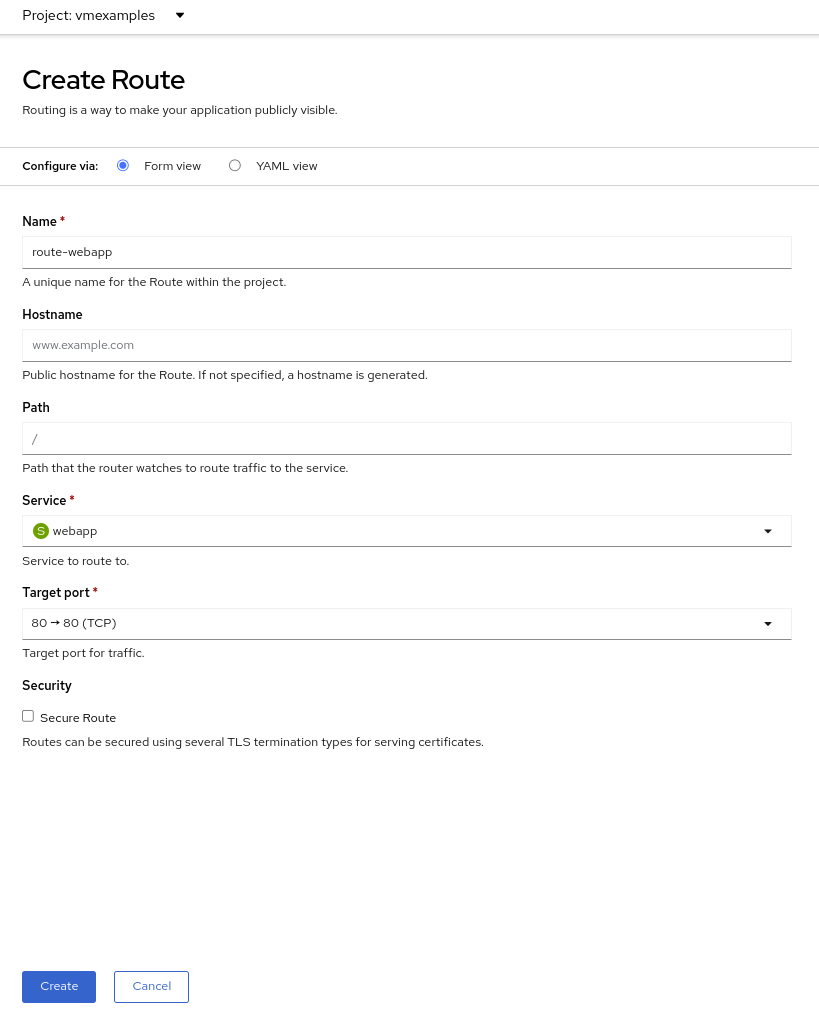 Project: vmexamples
Create Route
Routing is a way to make your application publicly visible.
Configure via: Form view YAML view
Name *
route-webapp
A unique name for the Route within the project.
Hostname
www.example.com
Public hostname for the Route. If not specified, a hostname is generated.
Path
/
Path that the router watches to route traffic to the service.
Service *
S webapp
Service to route to.
Target port *
80 → 80 (TCP)
Target port for traffic.
Security
Secure Route
Routes can be secured using several TLS termination types for serving certificates.
Create Cancel